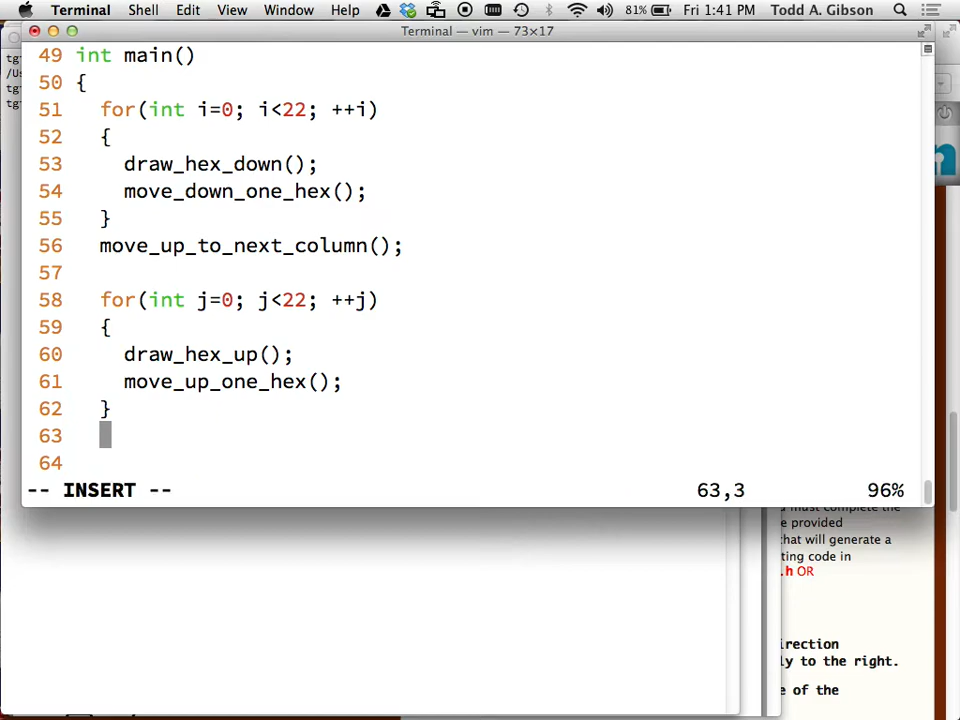 Terminal Shell Edit View Window Help 81% Fri 1:41 PM Todd A. Gibson
Terminal — vim — 73×17
49 int main()
50 {
51   for(int i=0; i<22; ++i)
52   {
53     draw_hex_down();
54     move_down_one_hex();
55   }
56   move_up_to_next_column();
57
58   for(int j=0; j<22; ++j)
59   {
60     draw_hex_up();
61     move_up_one_hex();
62   }
63
64
-- INSERT -- 63,3 96%
must complete the
e provided
that will generate a
ting code in
.h OR
irection
ly to the right.
e of the